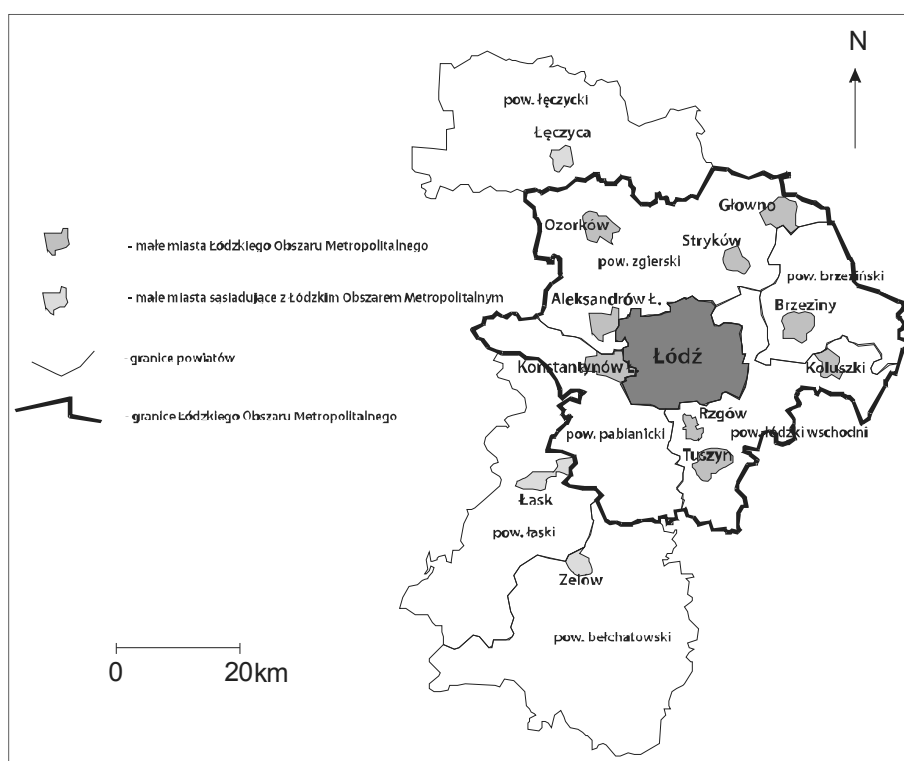 N
pow. łęczycki
Łęczyca
Głowno
Ozorków
Stryków
pow. zgierski
pow. brzeziński
Aleksandrów Ł.
Brzeziny
Łódź
Konstantynów Ł.
Koluszki
Rzgów
pow. pabianicki
pow. łódzki wschodni
Tuszyn
Łask
pow. łaski
Zelów
pow. bełchatowski
- małe miasta Łódzkiego Obszaru Metropolitalnego
- małe miasta sąsiadujące z Łódzkim Obszarem Metropolitalnym
- granice powiatów
- granice Łódzkiego Obszaru Metropolitalnego
0 20km